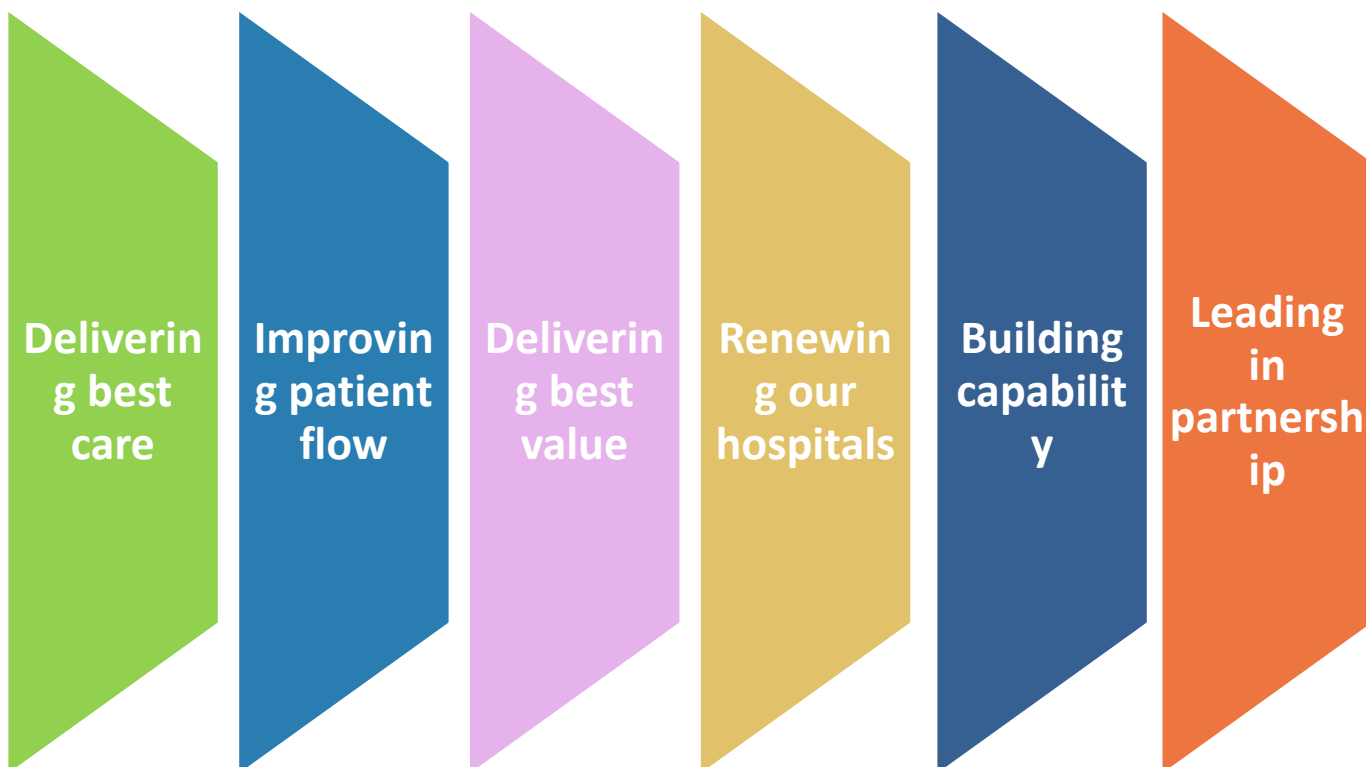 Deliverin
g best
care
Improvin
g patient
flow
Deliverin
g best
value
Renewin
g our
hospitals
Building
capabilit
y
Leading
in
partnersh
ip